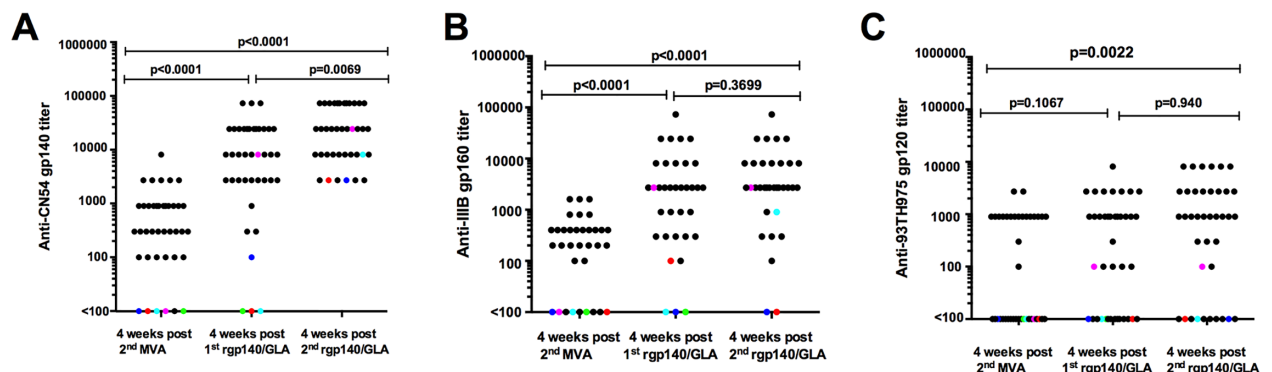 A
Anti-CN54 gp140 titer
1000000
100000
10000
1000
100
<100
p<0.0001
p<0.0001
p=0.0069
4 weeks post
2nd MVA
4 weeks post
1st rgp140/GLA
4 weeks post
2nd rgp140/GLA
B
Anti-IIIB gp160 titer
1000000
100000
10000
1000
100
<100
p<0.0001
p<0.0001
p=0.3699
4 weeks post
2nd MVA
4 weeks post
1st rgp140/GLA
4 weeks post
2nd rgp140/GLA
C
Anti-93TH975 gp120 titer
1000000
100000
10000
1000
100
<100
p=0.0022
p=0.1067
p=0.940
4 weeks post
2nd MVA
4 weeks post
1st rgp140/GLA
4 weeks post
2nd rgp140/GLA